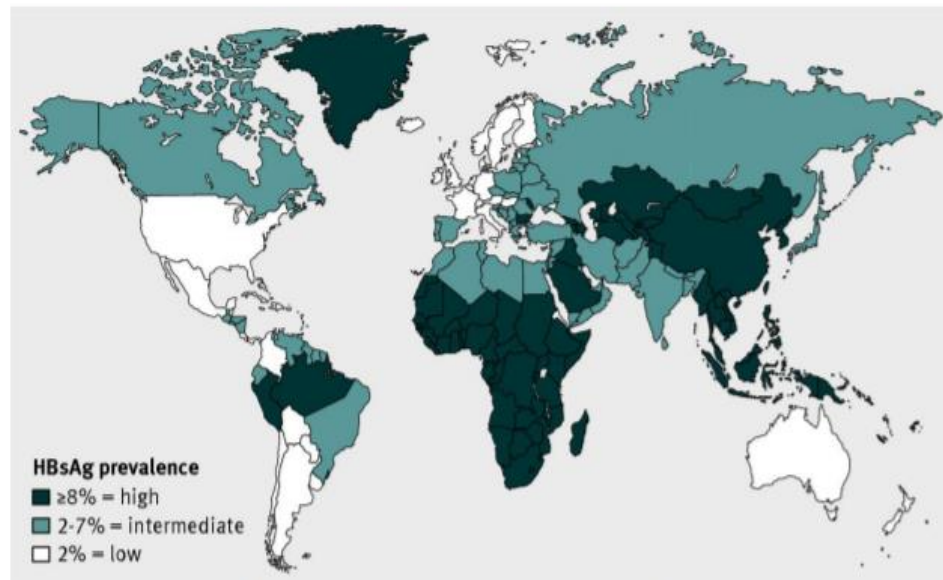 HBsAg prevalence
≥8% = high
2-7% = intermediate
2% = low